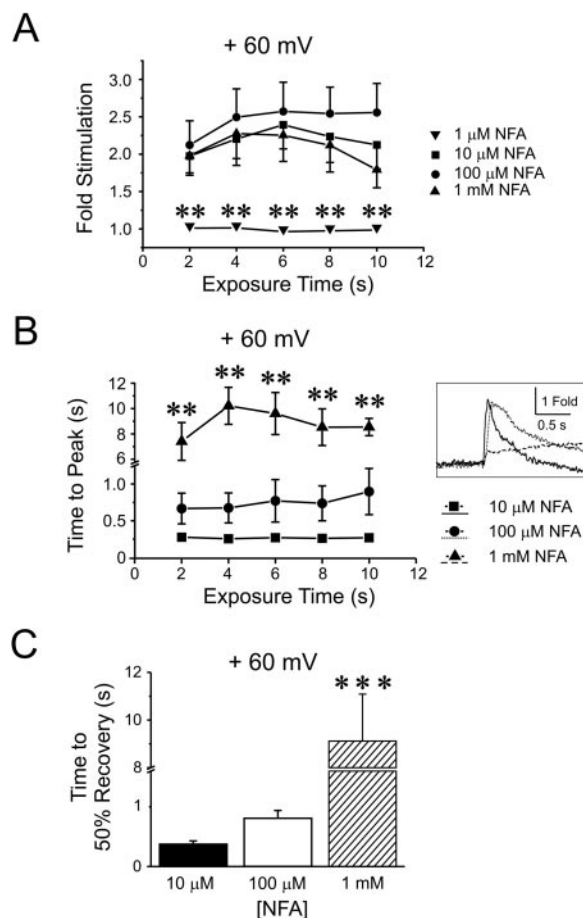 A
+ 60 mV
Fold Stimulation
3.0
2.5
2.0
1.5
1.0
** ** ** ** **
0 2 4 6 8 10 12
Exposure Time (s)
1 μM NFA
10 μM NFA
100 μM NFA
1 mM NFA
B
+ 60 mV
Time to Peak (s)
12
10
8
6
1.0
0.5
0
** ** ** ** **
0 2 4 6 8 10 12
Exposure Time (s)
1 Fold
0.5 s
10 μM NFA
100 μM NFA
1 mM NFA
C
+ 60 mV
Time to
50% Recovery (s)
12
10
8
1
0
***
10 μM 100 μM 1 mM
[NFA]